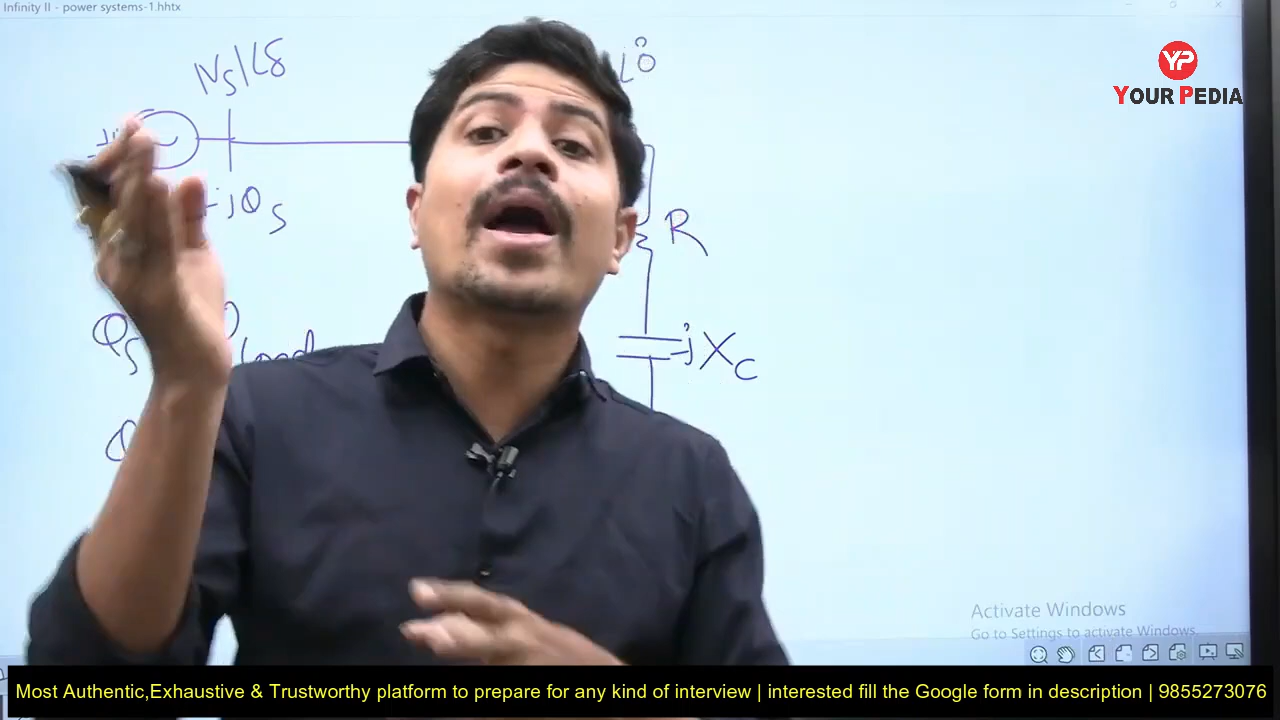 Infinity II - power systems-1.hhtx
|Vs|∠δ
∠0°
YP
YOUR PEDIA
-jQs
R
-jXc
Activate Windows
Go to Settings to activate Windows.
Most Authentic,Exhaustive & Trustworthy platform to prepare for any kind of interview | interested fill the Google form in description | 9855273076